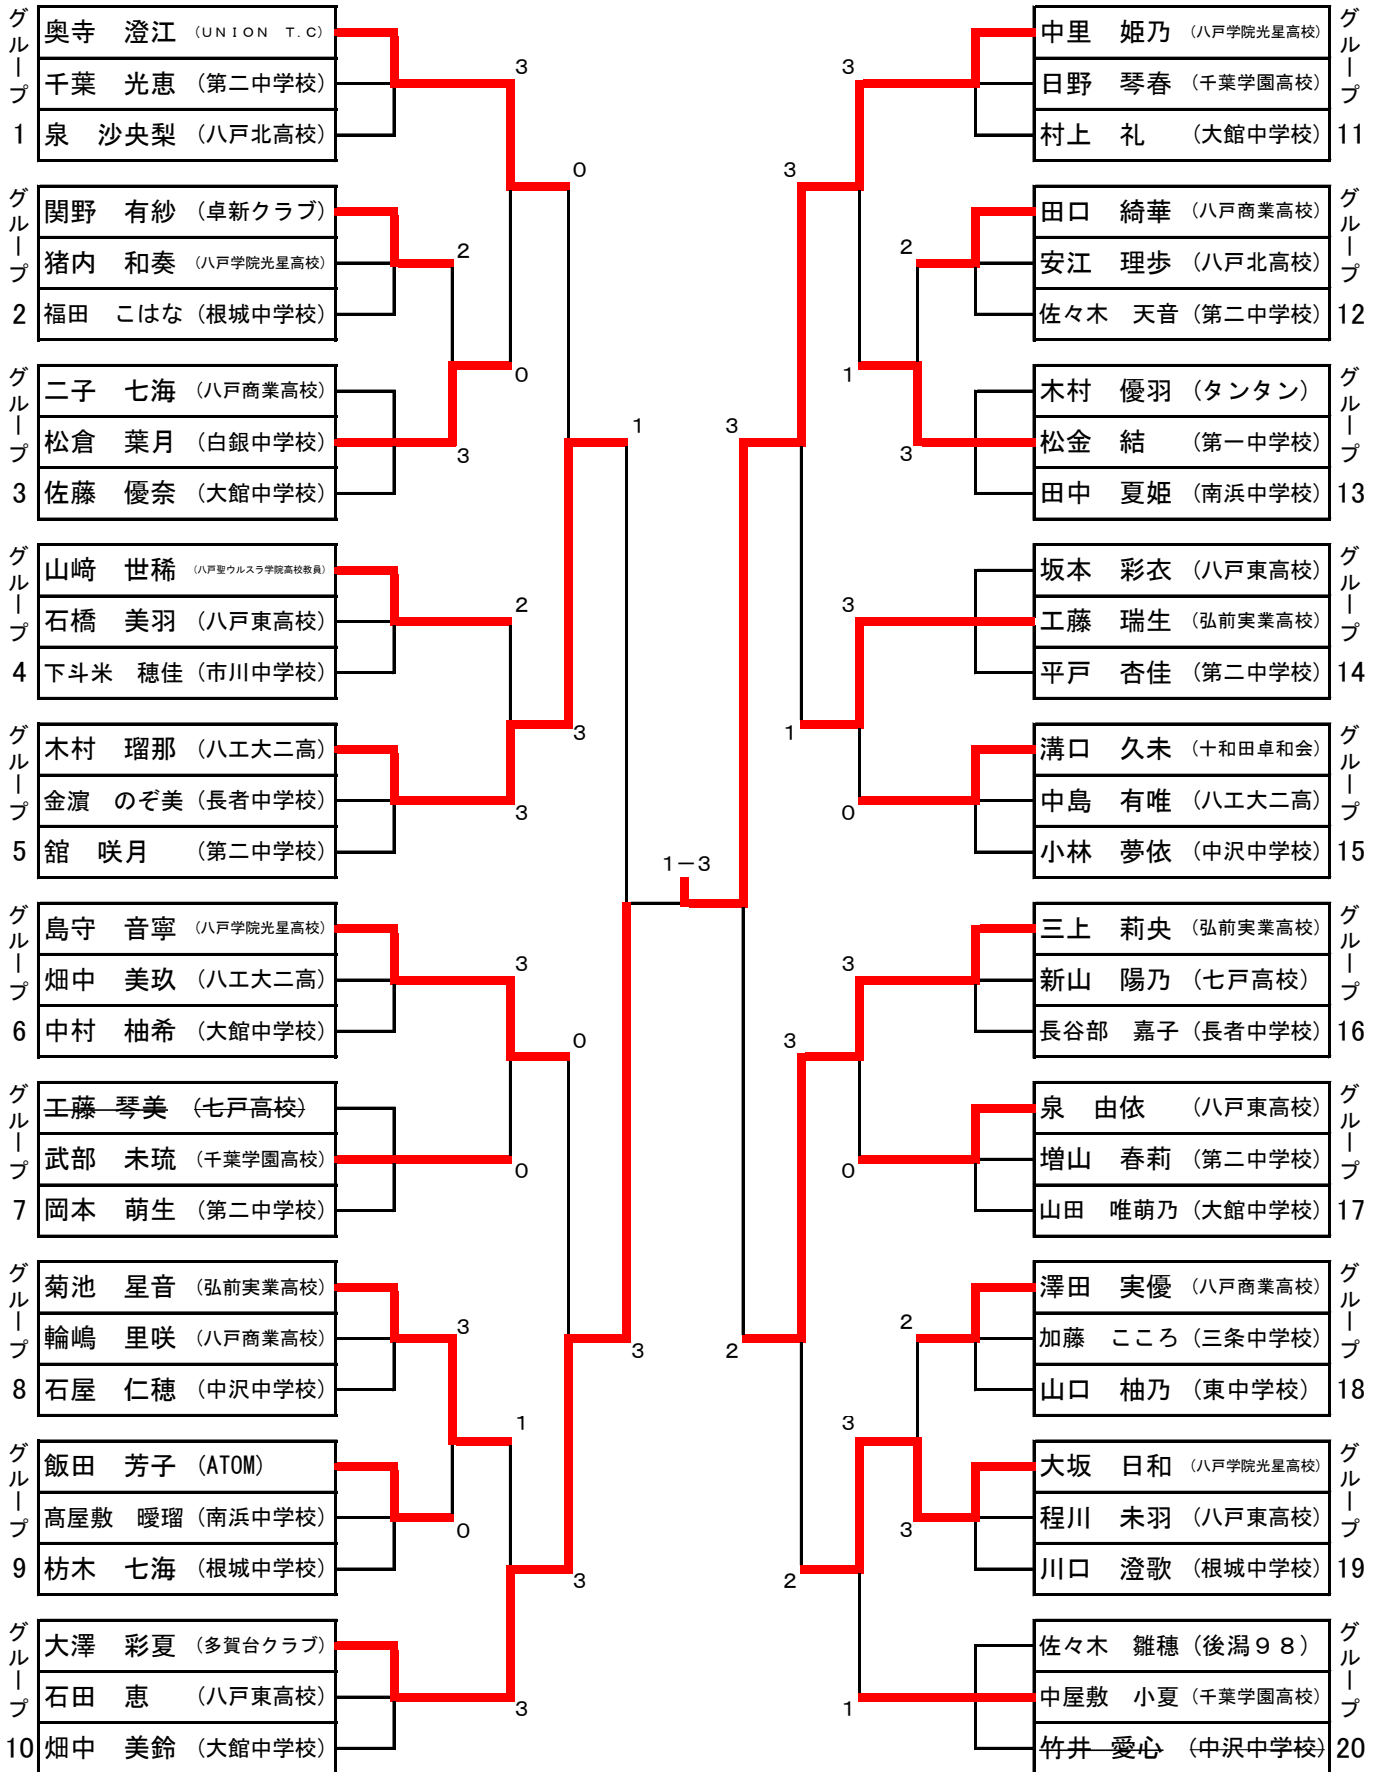 グループ 1
奥寺　澄江 (UNION T.C)
千葉　光恵 (第二中学校)
泉　沙央梨 (八戸北高校)
グループ 2
関野　有紗 (卓新クラブ)
猪内　和奏 (八戸学院光星高校)
福田　こはな (根城中学校)
グループ 3
二子　七海 (八戸商業高校)
松倉　葉月 (白銀中学校)
佐藤　優奈 (大館中学校)
グループ 4
山﨑　世稀 (八戸聖ウルスラ学院高校教員)
石橋　美羽 (八戸東高校)
下斗米　穂佳 (市川中学校)
グループ 5
木村　瑠那 (八工大二高)
金濵　のぞ美 (長者中学校)
舘　咲月 (第二中学校)
グループ 6
島守　音寧 (八戸学院光星高校)
畑中　美玖 (八工大二高)
中村　柚希 (大館中学校)
グループ 7
工藤　琴美 (七戸高校)
武部　未琉 (千葉学園高校)
岡本　萌生 (第二中学校)
グループ 8
菊池　星音 (弘前実業高校)
輪嶋　里咲 (八戸商業高校)
石屋　仁穂 (中沢中学校)
グループ 9
飯田　芳子 (ATOM)
髙屋敷　曖瑠 (南浜中学校)
枋木　七海 (根城中学校)
グループ 10
大澤　彩夏 (多賀台クラブ)
石田　恵 (八戸東高校)
畑中　美鈴 (大館中学校)
3
0
2
0
3
1
2
3
3
3
0
0
3
3
1
0
3
3
1－3
3
3
2
1
3
3
3
1
0
3
3
0
2
2
3
3
2
1
グループ 11
中里　姫乃 (八戸学院光星高校)
日野　琴春 (千葉学園高校)
村上　礼 (大館中学校)
グループ 12
田口　綺華 (八戸商業高校)
安江　理歩 (八戸北高校)
佐々木　天音 (第二中学校)
グループ 13
木村　優羽 (タンタン)
松金　結 (第一中学校)
田中　夏姫 (南浜中学校)
グループ 14
坂本　彩衣 (八戸東高校)
工藤　瑞生 (弘前実業高校)
平戸　杏佳 (第二中学校)
グループ 15
溝口　久未 (十和田卓和会)
中島　有唯 (八工大二高)
小林　夢依 (中沢中学校)
グループ 16
三上　莉央 (弘前実業高校)
新山　陽乃 (七戸高校)
長谷部　嘉子 (長者中学校)
グループ 17
泉　由依 (八戸東高校)
増山　春莉 (第二中学校)
山田　唯萌乃 (大館中学校)
グループ 18
澤田　実優 (八戸商業高校)
加藤　こころ (三条中学校)
山口　柚乃 (東中学校)
グループ 19
大坂　日和 (八戸学院光星高校)
程川　未羽 (八戸東高校)
川口　澄歌 (根城中学校)
グループ 20
佐々木　雛穂 (後潟９８)
中屋敷　小夏 (千葉学園高校)
竹井　愛心 (中沢中学校)